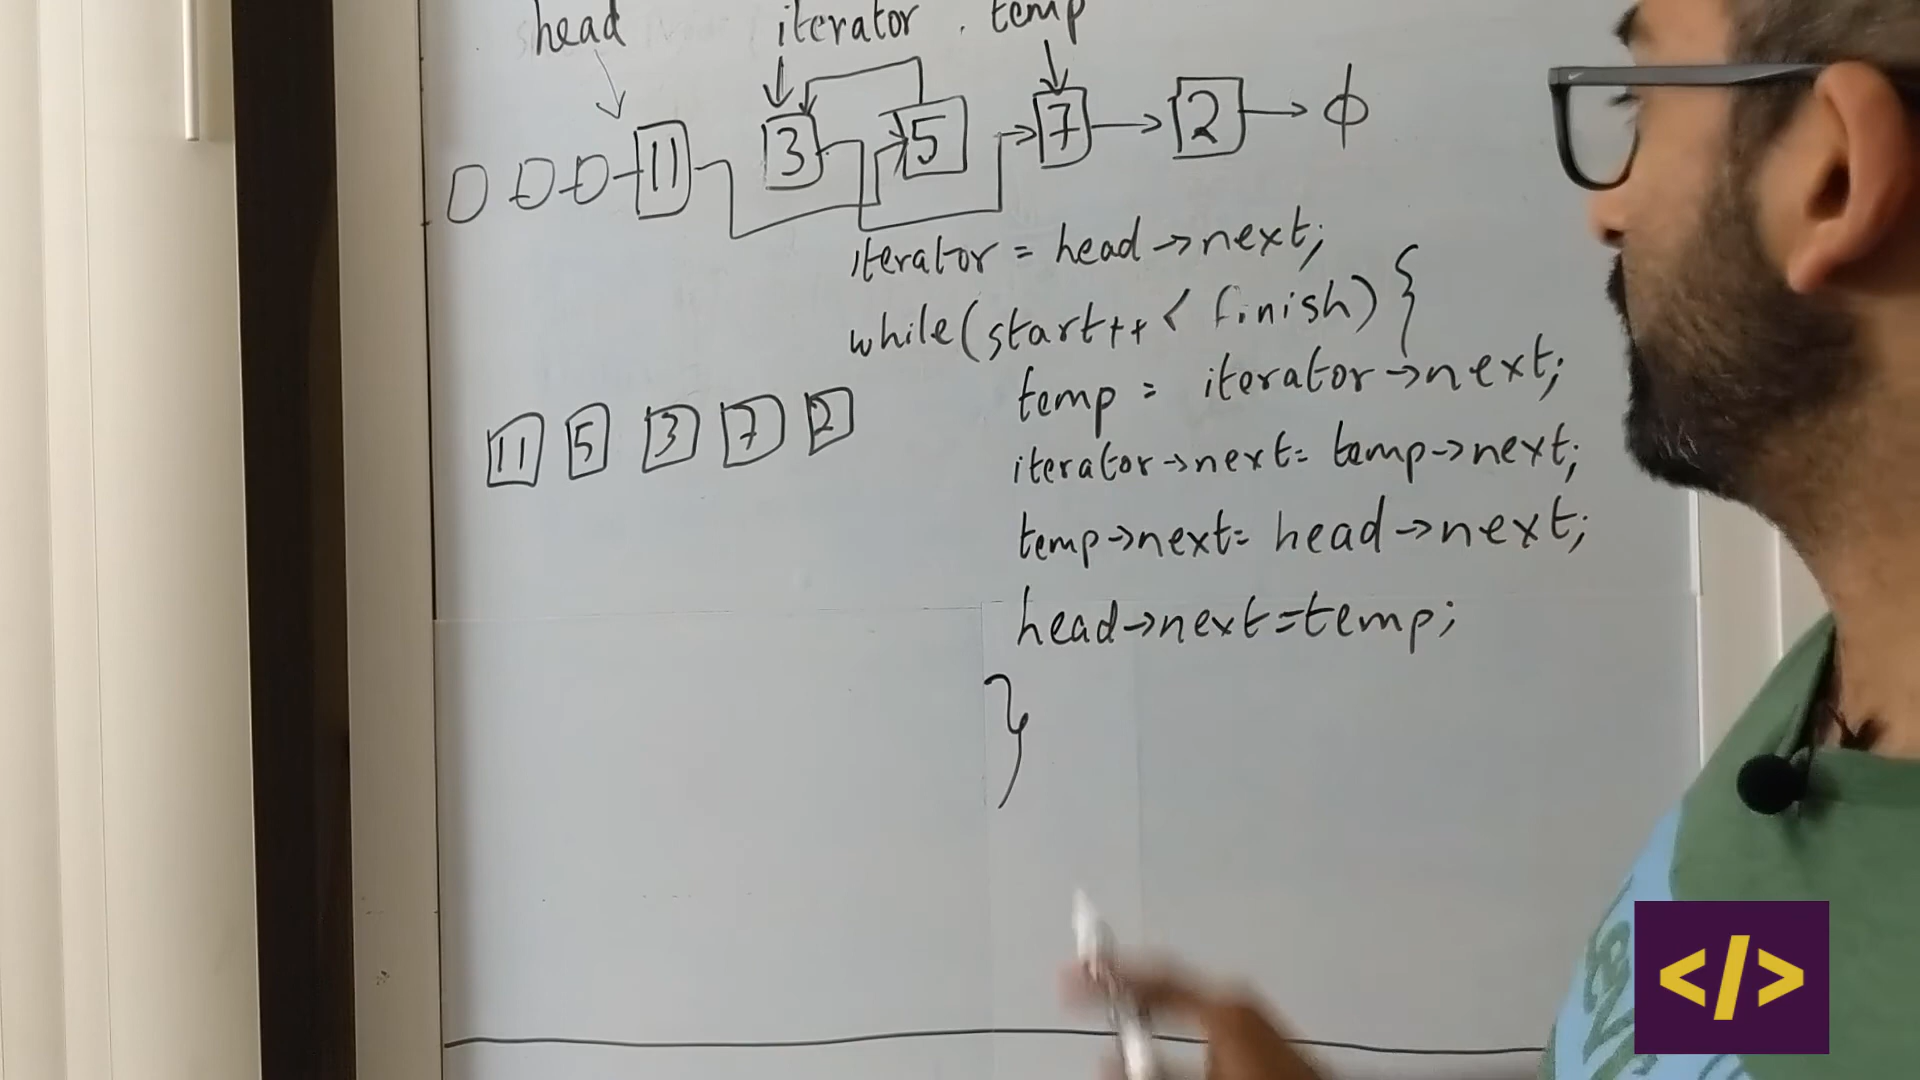 head iterator . temp
11 3 5 7 2 → ϕ
iterator = head → next;
while(start++ < finish) {
temp = iterator → next;
11 5 3 7 2
iterator → next = temp → next;
temp → next = head → next;
head → next = temp;
}
</>